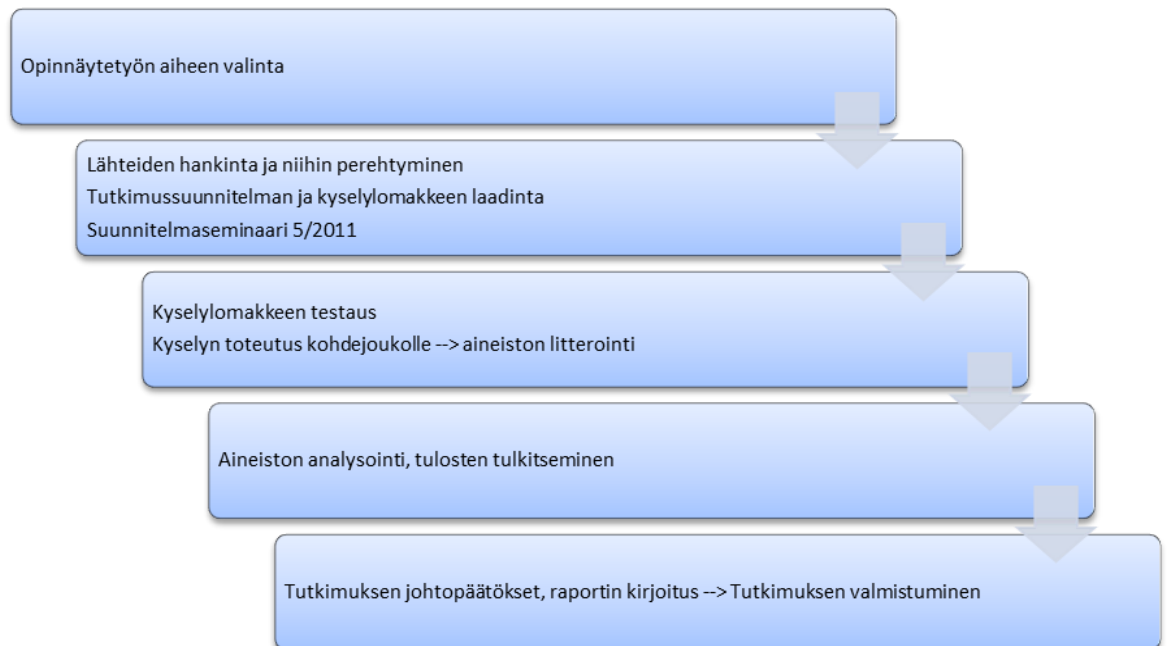 Opinnäytetyön aiheen valinta
Lähteiden hankinta ja niihin perehtyminen
Tutkimussuunnitelman ja kyselylomakkeen laadinta
Suunnitelmaseminaari 5/2011
Kyselylomakkeen testaus
Kyselyn toteutus kohdejoukolle --> aineiston litterointi
Aineiston analysointi, tulosten tulkitseminen
Tutkimuksen johtopäätökset, raportin kirjoitus --> Tutkimuksen valmistuminen